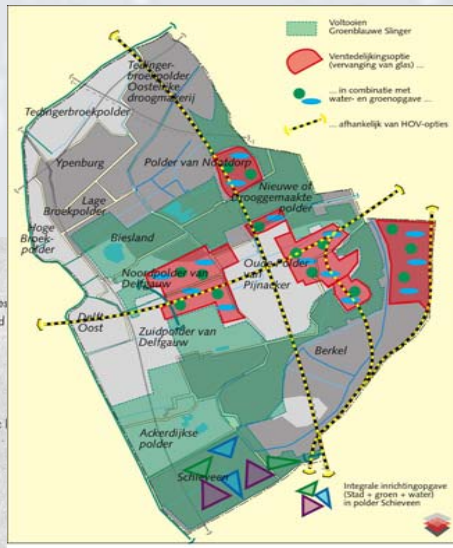 Voltooien
Groenblauwe Slinger
Verstedelijkingsoptie
(vervanging van glas) ...
... in combinatie met
water- en groenopgave ...
... afhankelijk van HOV-opties
Tedinger-
broekpolder
Oostelijke
droogmakerij
Tedingerbroekpolder
Ypenburg
Polder van Nootdorp
Lage
Broekpolder
Nieuwe of
Drooggemaakte
polder
Hoge
Broek-
polder
Biesland
Noordpolder van
Delfgauw
Oude Polder
van
Pijnacker
Delft
Oost
Zuidpolder van
Delfgauw
Berkel
Ackerdijkse
polder
Schieveen
Integrale inrichtingopgave
(Stad + groen + water)
in polder Schieveen